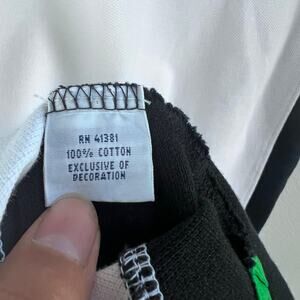 RN 41381
100% COTTON
EXCLUSIVE OF
DECORATION